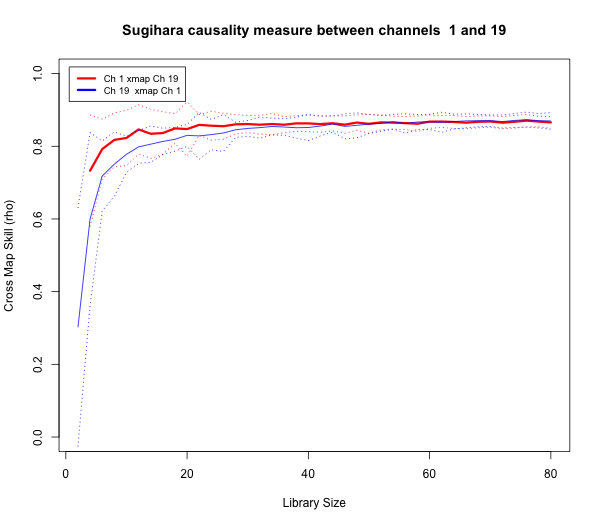 Sugihara causality measure between channels  1 and 19
Ch 1 xmap Ch 19
Ch 19  xmap Ch 1
1.0
0.8
0.6
0.4
0.2
0.0
Cross Map Skill (rho)
0 20 40 60 80
Library Size